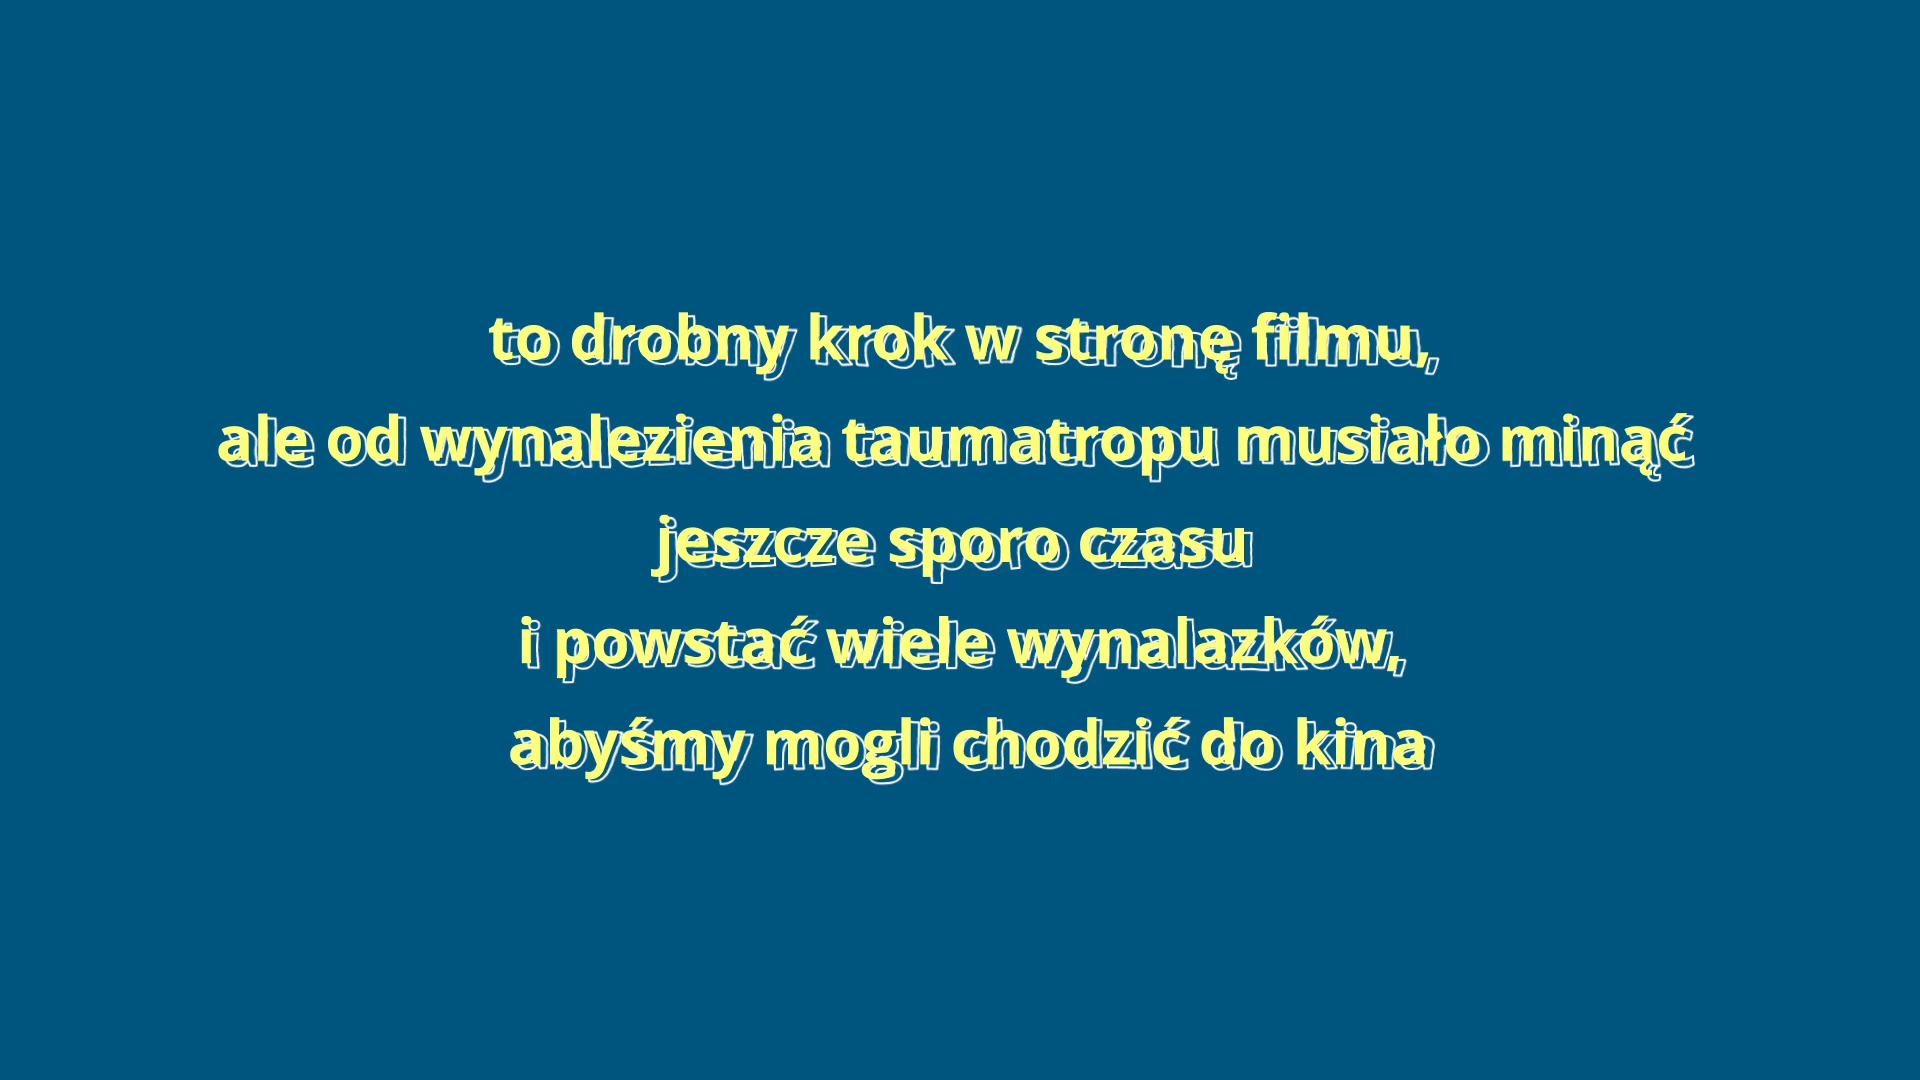 to drobny krok w stronę filmu,
ale od wynalezienia taumatropu musiało minąć
jeszcze sporo czasu
i powstać wiele wynalazków,
abyśmy mogli chodzić do kina